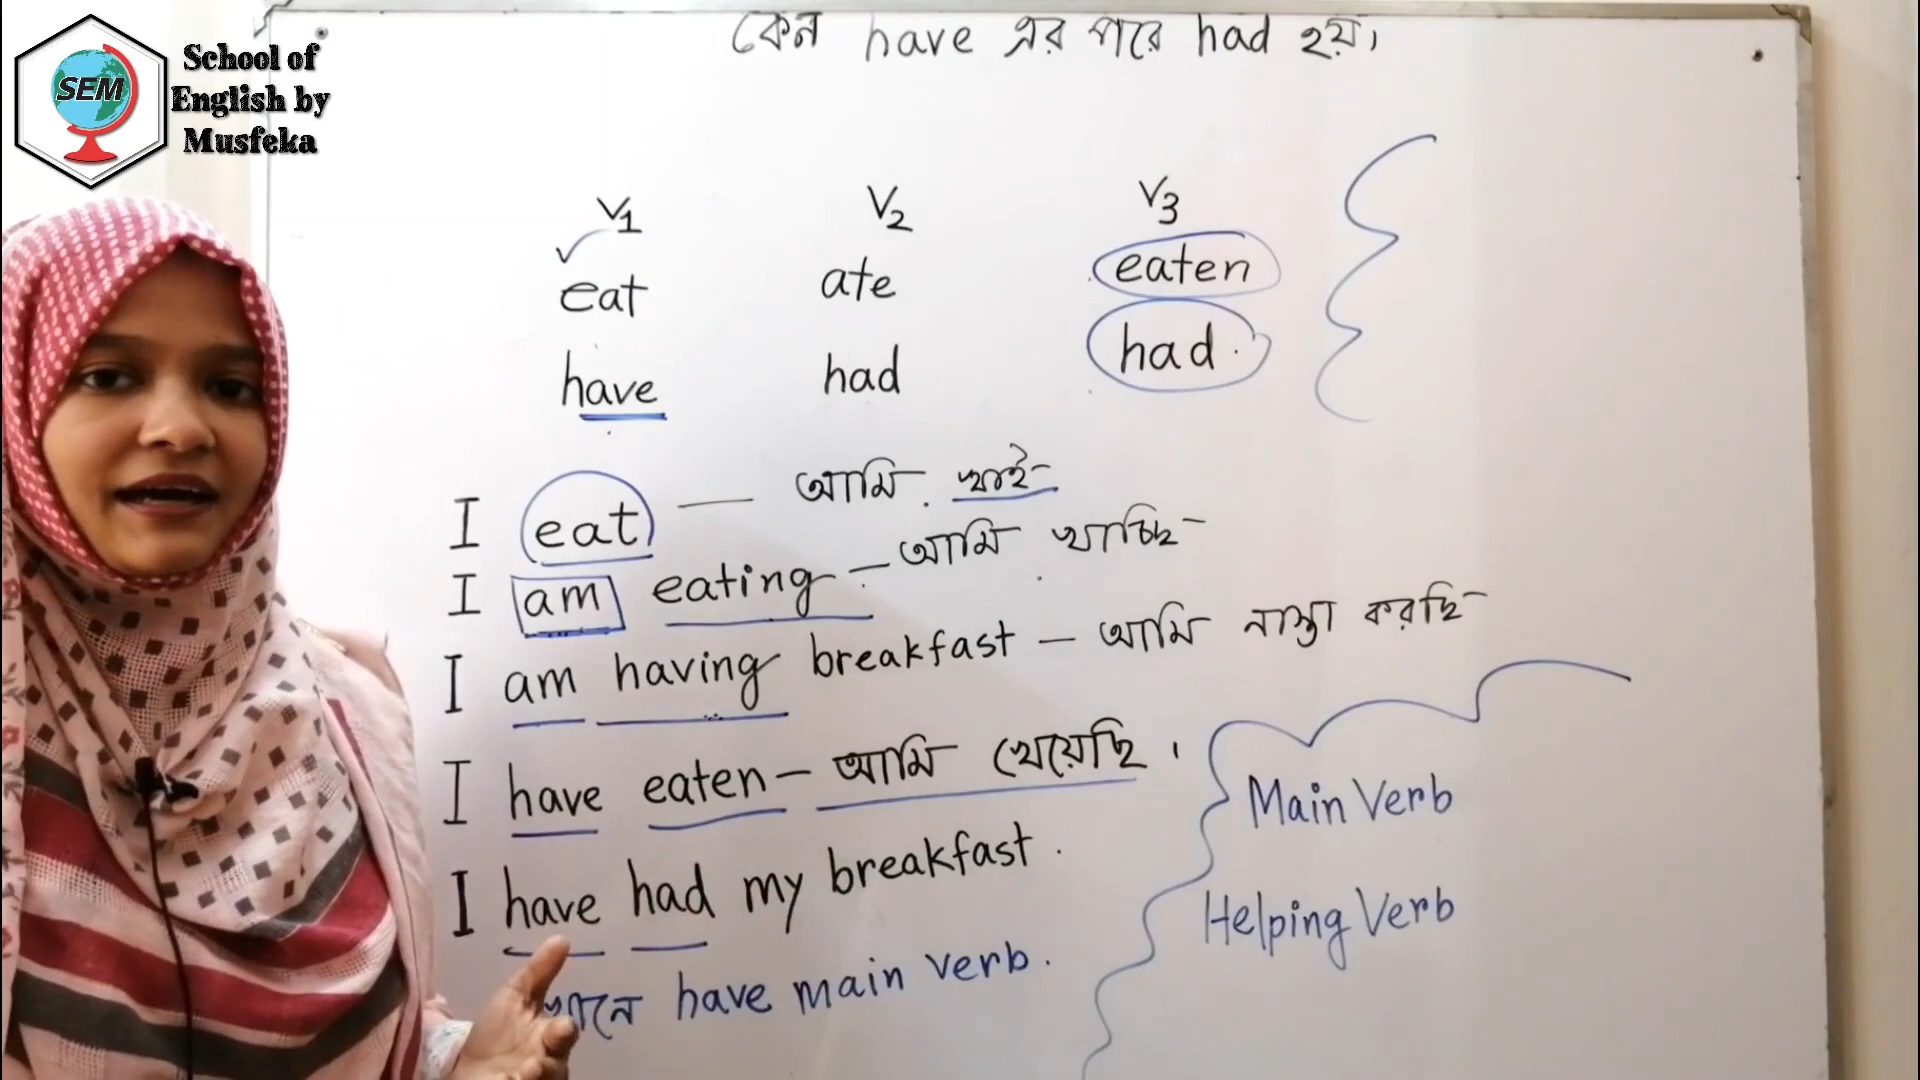 SEM
School of
English by
Musfeka
কেন have এর পরে had হয়।
V1 V2 V3
eat ate eaten
have had had
I eat — আমি খাই
I am eating — আমি খাচ্ছি
I am having breakfast — আমি নাস্তা করছি
I have eaten — আমি খেয়েছি।
I have had my breakfast.
have main verb.
Main Verb
Helping Verb